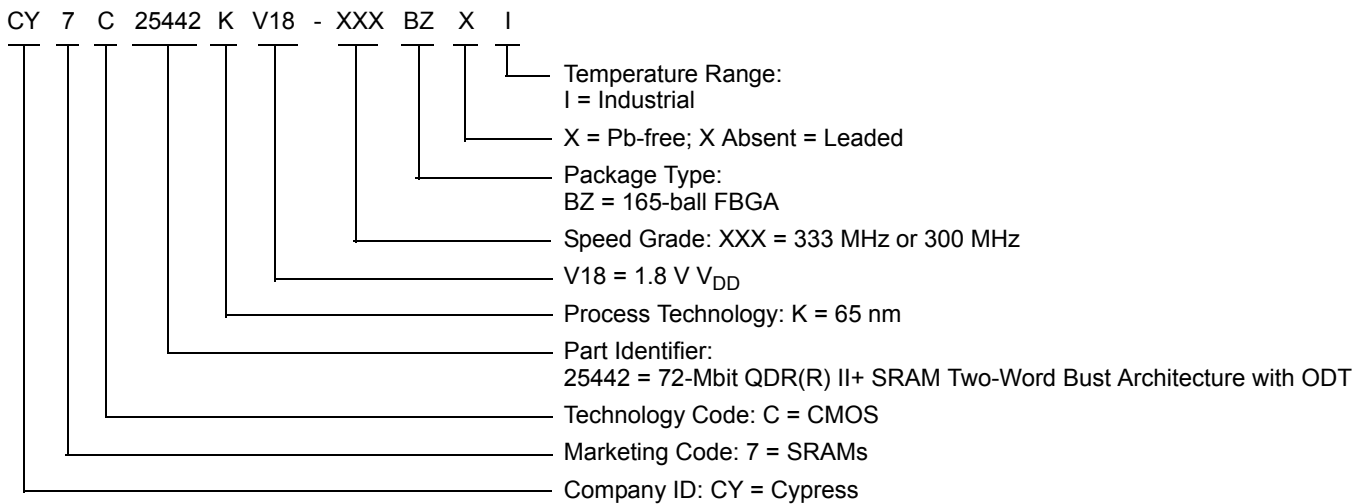 CY 7 C 25442 K V18 - XXX BZ X I
Temperature Range:
I = Industrial
X = Pb-free; X Absent = Leaded
Package Type:
BZ = 165-ball FBGA
Speed Grade: XXX = 333 MHz or 300 MHz
V18 = 1.8 V VDD
Process Technology: K = 65 nm
Part Identifier:
25442 = 72-Mbit QDR(R) II+ SRAM Two-Word Bust Architecture with ODT
Technology Code: C = CMOS
Marketing Code: 7 = SRAMs
Company ID: CY = Cypress